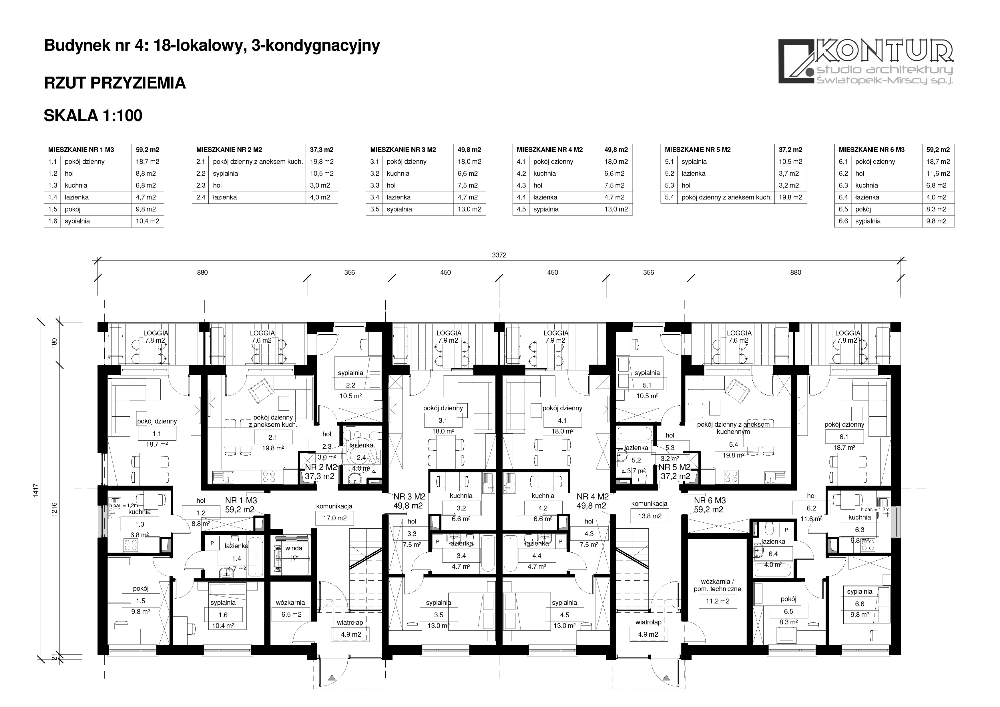 Budynek nr 4: 18-lokalowy, 3-kondygnacyjny
RZUT PRZYZIEMIA
SKALA 1:100
KONTUR
studio architektury
Światopełk-Mirscy sp.j.
MIESZKANIE NR 1 M3 59,2 m2
1.1 pokój dzienny 18,7 m2
1.2 hol 8,8 m2
1.3 kuchnia 6,8 m2
1.4 łazienka 4,7 m2
1.5 pokój 9,8 m2
1.6 sypialnia 10,4 m2
MIESZKANIE NR 2 M2 37,3 m2
2.1 pokój dzienny z aneksem kuch. 19,8 m2
2.2 sypialnia 10,5 m2
2.3 hol 3,0 m2
2.4 łazienka 4,0 m2
MIESZKANIE NR 3 M2 49,8 m2
3.1 pokój dzienny 18,0 m2
3.2 kuchnia 6,6 m2
3.3 hol 7,5 m2
3.4 łazienka 4,7 m2
3.5 sypialnia 13,0 m2
MIESZKANIE NR 4 M2 49,8 m2
4.1 pokój dzienny 18,0 m2
4.2 kuchnia 6,6 m2
4.3 hol 7,5 m2
4.4 łazienka 4,7 m2
4.5 sypialnia 13,0 m2
MIESZKANIE NR 5 M2 37,2 m2
5.1 sypialnia 10,5 m2
5.2 łazienka 3,7 m2
5.3 hol 3,2 m2
5.4 pokój dzienny z aneksem kuch. 19,8 m2
MIESZKANIE NR 6 M3 59,2 m2
6.1 pokój dzienny 18,7 m2
6.2 hol 11,6 m2
6.3 kuchnia 6,8 m2
6.4 łazienka 4,0 m2
6.5 pokój 8,3 m2
6.6 sypialnia 9,8 m2
3372
880 356 450 450 356 880
180
1417
1216
21
LOGGIA
7.8 m2
LOGGIA
7.6 m2
LOGGIA
7.9 m2
LOGGIA
7.9 m2
LOGGIA
7.6 m2
LOGGIA
7.8 m2
pokój dzienny
1.1
18.7 m²
pokój dzienny
z aneksem kuch.
2.1
19.8 m²
sypialnia
2.2
10.5 m²
hol
2.3
3.0 m²
łazienka
2.4
4.0 m²
P
NR 2 M2
37,3 m2
pokój dzienny
3.1
18.0 m²
pokój dzienny
4.1
18.0 m²
sypialnia
5.1
10.5 m²
łazienka
5.2
3.7 m²
P
hol
5.3
3.2 m²
NR 5 M2
37,2 m2
pokój dzienny z aneksem
kuchennym
5.4
19.8 m²
pokój dzienny
6.1
18.7 m²
h par. = 1,2m
kuchnia
1.3
6.8 m²
hol
1.2
8.8 m²
NR 1 M3
59,2 m2
komunikacja
17.0 m2
NR 3 M2
49,8 m2
kuchnia
3.2
6.6 m²
hol
3.3
7.5 m²
kuchnia
4.2
6.6 m²
NR 4 M2
49,8 m2
hol
4.3
7.5 m²
komunikacja
13.8 m2
NR 6 M3
59,2 m2
hol
6.2
11.6 m²
h par. = 1,2m
kuchnia
6.3
6.8 m²
P
łazienka
1.4
4.7 m²
winda
P
łazienka
3.4
4.7 m²
P
łazienka
4.4
4.7 m²
P
łazienka
6.4
4.0 m²
pokój
1.5
9.8 m²
sypialnia
1.6
10.4 m²
wózkarnia
6.5 m2
wiatrołap
4.9 m2
sypialnia
3.5
13.0 m²
sypialnia
4.5
13.0 m²
wiatrołap
4.9 m2
wózkarnia /
pom. techniczne
11.2 m2
pokój
6.5
8.3 m²
sypialnia
6.6
9.8 m²